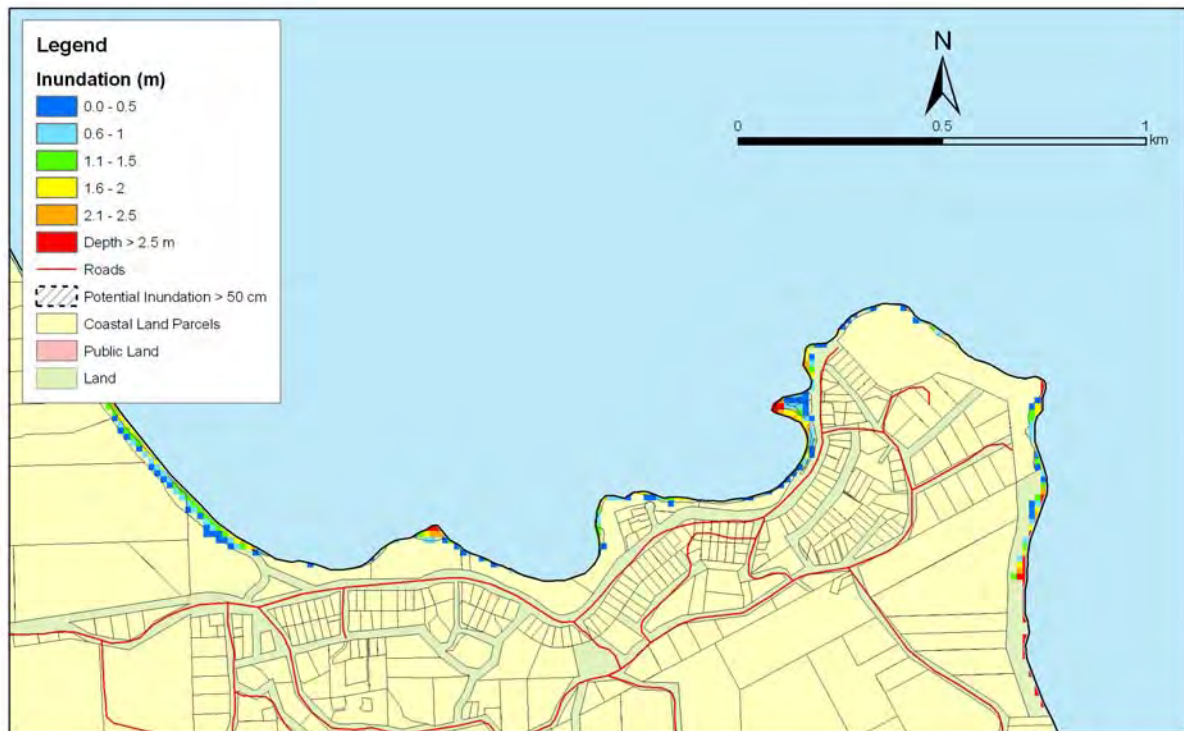 Legend
Inundation (m)
0.0 - 0.5
0.6 - 1
1.1 - 1.5
1.6 - 2
2.1 - 2.5
Depth > 2.5 m
Roads
Potential Inundation > 50 cm
Coastal Land Parcels
Public Land
Land
N
0 0.5 1
km